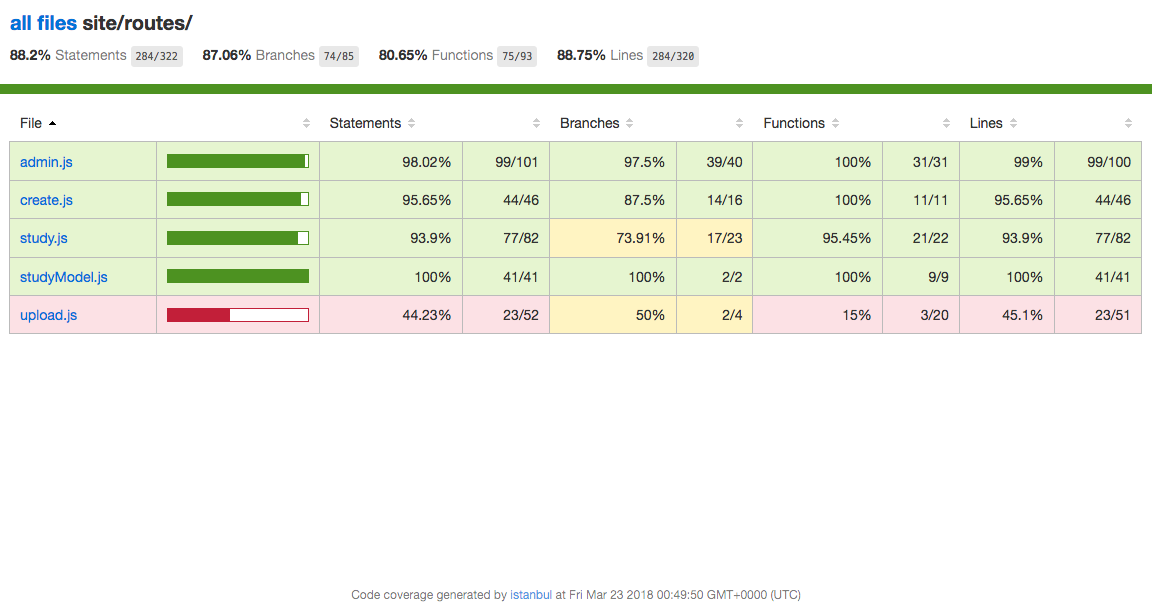 all files site/routes/
88.2% Statements 284/322 87.06% Branches 74/85 80.65% Functions 75/93 88.75% Lines 284/320
File Statements Branches Functions Lines
admin.js 98.02% 99/101 97.5% 39/40 100% 31/31 99% 99/100
create.js 95.65% 44/46 87.5% 14/16 100% 11/11 95.65% 44/46
study.js 93.9% 77/82 73.91% 17/23 95.45% 21/22 93.9% 77/82
studyModel.js 100% 41/41 100% 2/2 100% 9/9 100% 41/41
upload.js 44.23% 23/52 50% 2/4 15% 3/20 45.1% 23/51
Code coverage generated by istanbul at Fri Mar 23 2018 00:49:50 GMT+0000 (UTC)